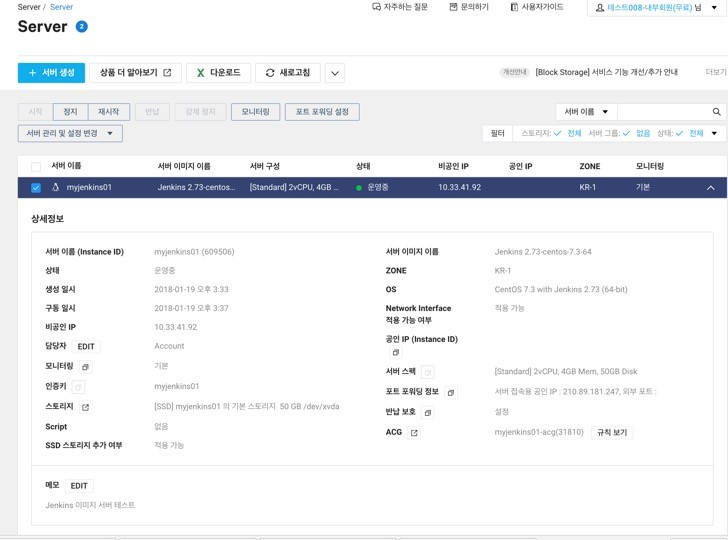 Server / Server
자주하는 질문 문의하기 사용자가이드 테스트008-내부회원(무료) 님
Server 2
+ 서버 생성 상품 더 알아보기 다운로드 새로고침
개선안내 [Block Storage] 서비스 기능 개선/추가 안내 더보기
시작 정지 재시작 반납 강제 정지 모니터링 포트 포워딩 설정 서버 이름
서버 관리 및 설정 변경 필터 스토리지: 전체 서버 그룹: 없음 상태: 전체
서버 이름 서버 이미지 이름 서버 구성 상태 비공인 IP 공인 IP ZONE 모니터링
myjenkins01 Jenkins 2.73-centos... [Standard] 2vCPU, 4GB ... 운영중 10.33.41.92 KR-1 기본
상세정보
서버 이름 (Instance ID) myjenkins01 (609506)
상태 운영중
생성 일시 2018-01-19 오후 3:33
구동 일시 2018-01-19 오후 3:37
비공인 IP 10.33.41.92
담당자 EDIT Account
모니터링 기본
인증키 myjenkins01
스토리지 [SSD] myjenkins01 의 기본 스토리지 50 GB /dev/xvda
Script 없음
SSD 스토리지 추가 여부 적용 가능
서버 이미지 이름 Jenkins 2.73-centos-7.3-64
ZONE KR-1
OS CentOS 7.3 with Jenkins 2.73 (64-bit)
Network Interface 적용 가능
적용 가능 여부
공인 IP (Instance ID)
서버 스펙 [Standard] 2vCPU, 4GB Mem, 50GB Disk
포트 포워딩 정보 서버 접속용 공인 IP : 210.89.181.247, 외부 포트 :
반납 보호 설정
ACG myjenkins01-acg(31810) 규칙 보기
메모 EDIT
Jenkins 이미지 서버 테스트